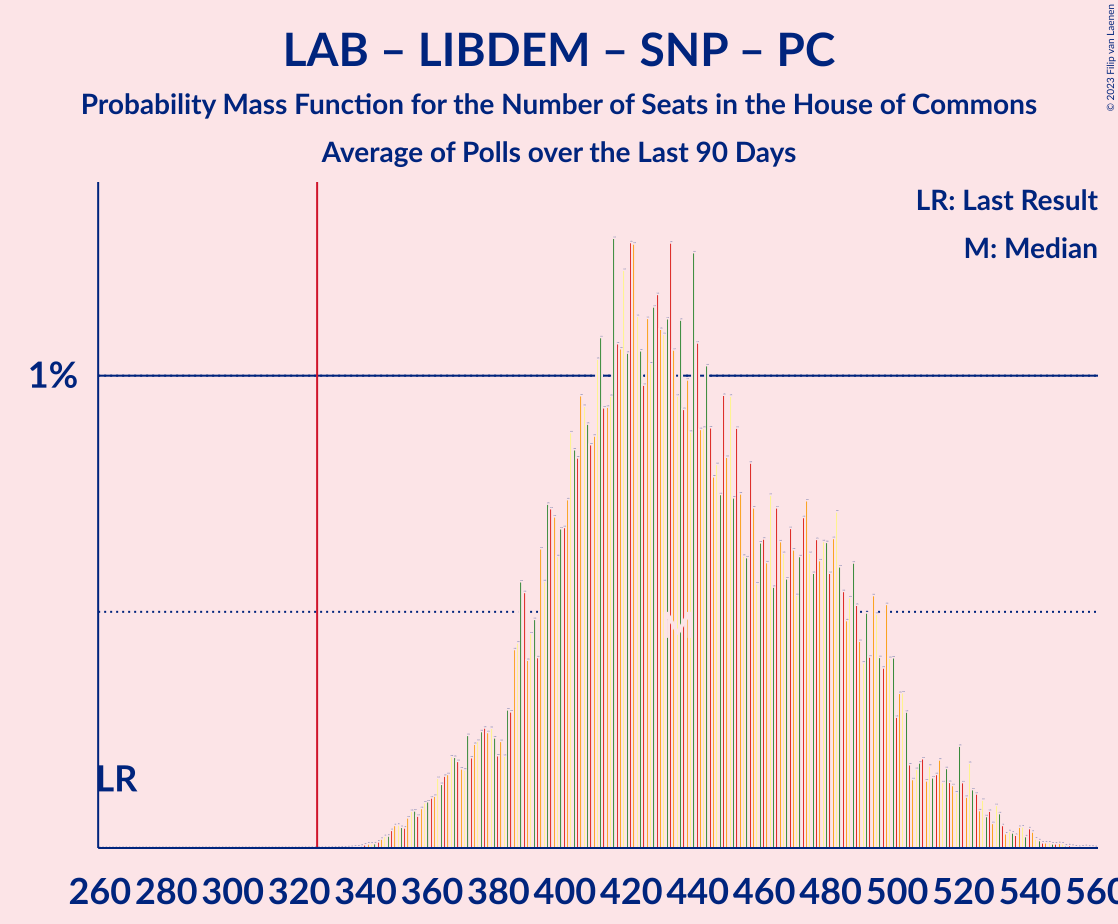 LAB – LIBDEM – SNP – PC
Probability Mass Function for the Number of Seats in the House of Commons
Average of Polls over the Last 90 Days
© 2023 Filip van Laenen
LR: Last Result
M: Median
1%
M
LR
260 280 300 320 340 360 380 400 420 440 460 480 500 520 540 560